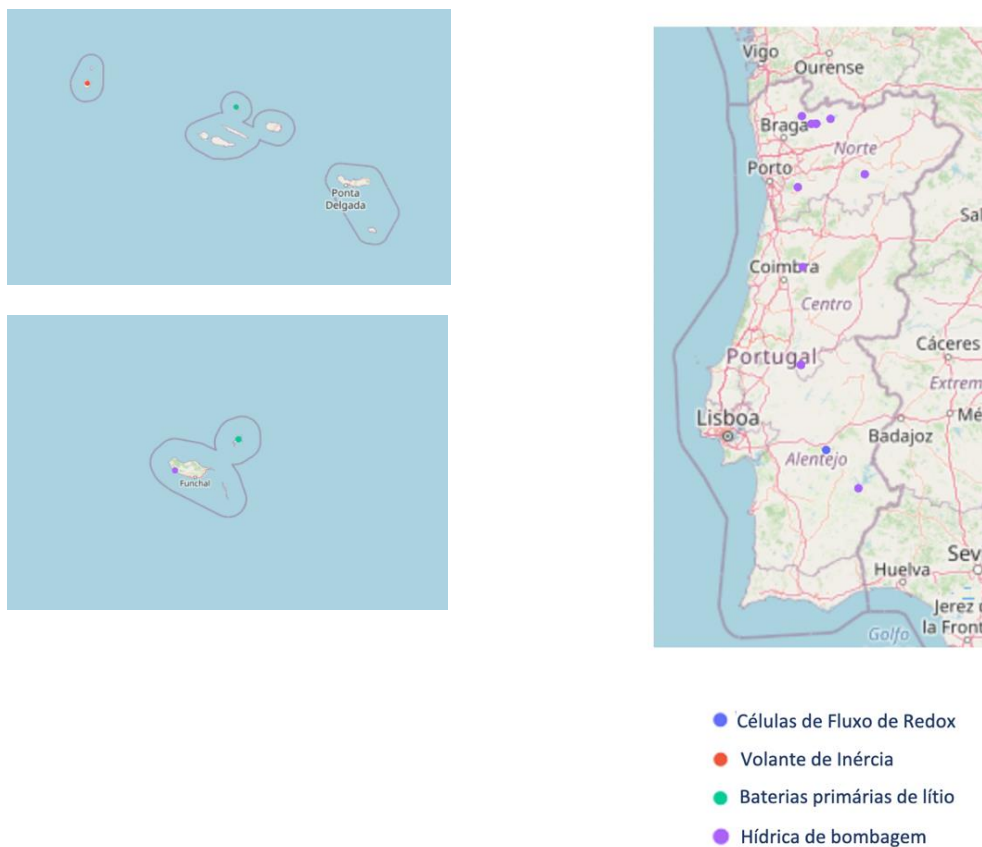 Ponta
Delgada
Funchal
Vigo
Ourense
Braga
Norte
Porto
Sal
Coimbra
Centro
Cáceres
Portugal
Extrem
Lisboa
Mé
Badajoz
Alentejo
Sev
Huelva
Jerez d
la Front
Golfo
Células de Fluxo de Redox
Volante de Inércia
Baterias primárias de lítio
Hídrica de bombagem